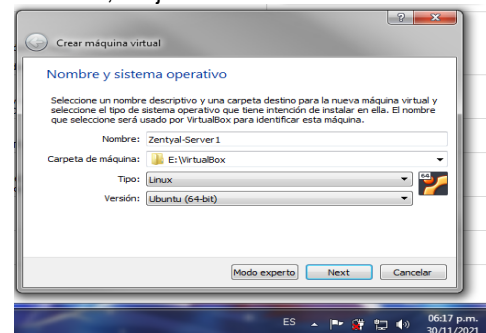 Crear máquina virtual
Nombre y sistema operativo
Seleccione un nombre descriptivo y una carpeta destino para la nueva máquina virtual y
seleccione el tipo de sistema operativo que tiene intención de instalar en ella. El nombre
que seleccione será usado por VirtualBox para identificar esta máquina.
Nombre: Zentyal-Server1
Carpeta de máquina: E:\VirtualBox
Tipo: Linux
64
Versión: Ubuntu (64-bit)
Modo experto Next Cancelar
ES 06:17 p.m.
30/11/2021